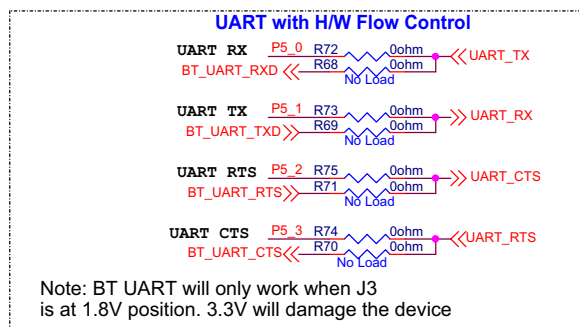 UART with H/W Flow Control
UART RX P5_0 R72 0ohm UART_TX
BT_UART_RXD R68 0ohm
No Load
UART TX P5_1 R73 0ohm UART_RX
BT_UART_TXD R69 0ohm
No Load
UART RTS P5_2 R75 0ohm UART_CTS
BT_UART_RTS R71 0ohm
No Load
UART CTS P5_3 R74 0ohm UART_RTS
BT_UART_CTS R70 0ohm
No Load
Note: BT UART will only work when J3
is at 1.8V position. 3.3V will damage the device